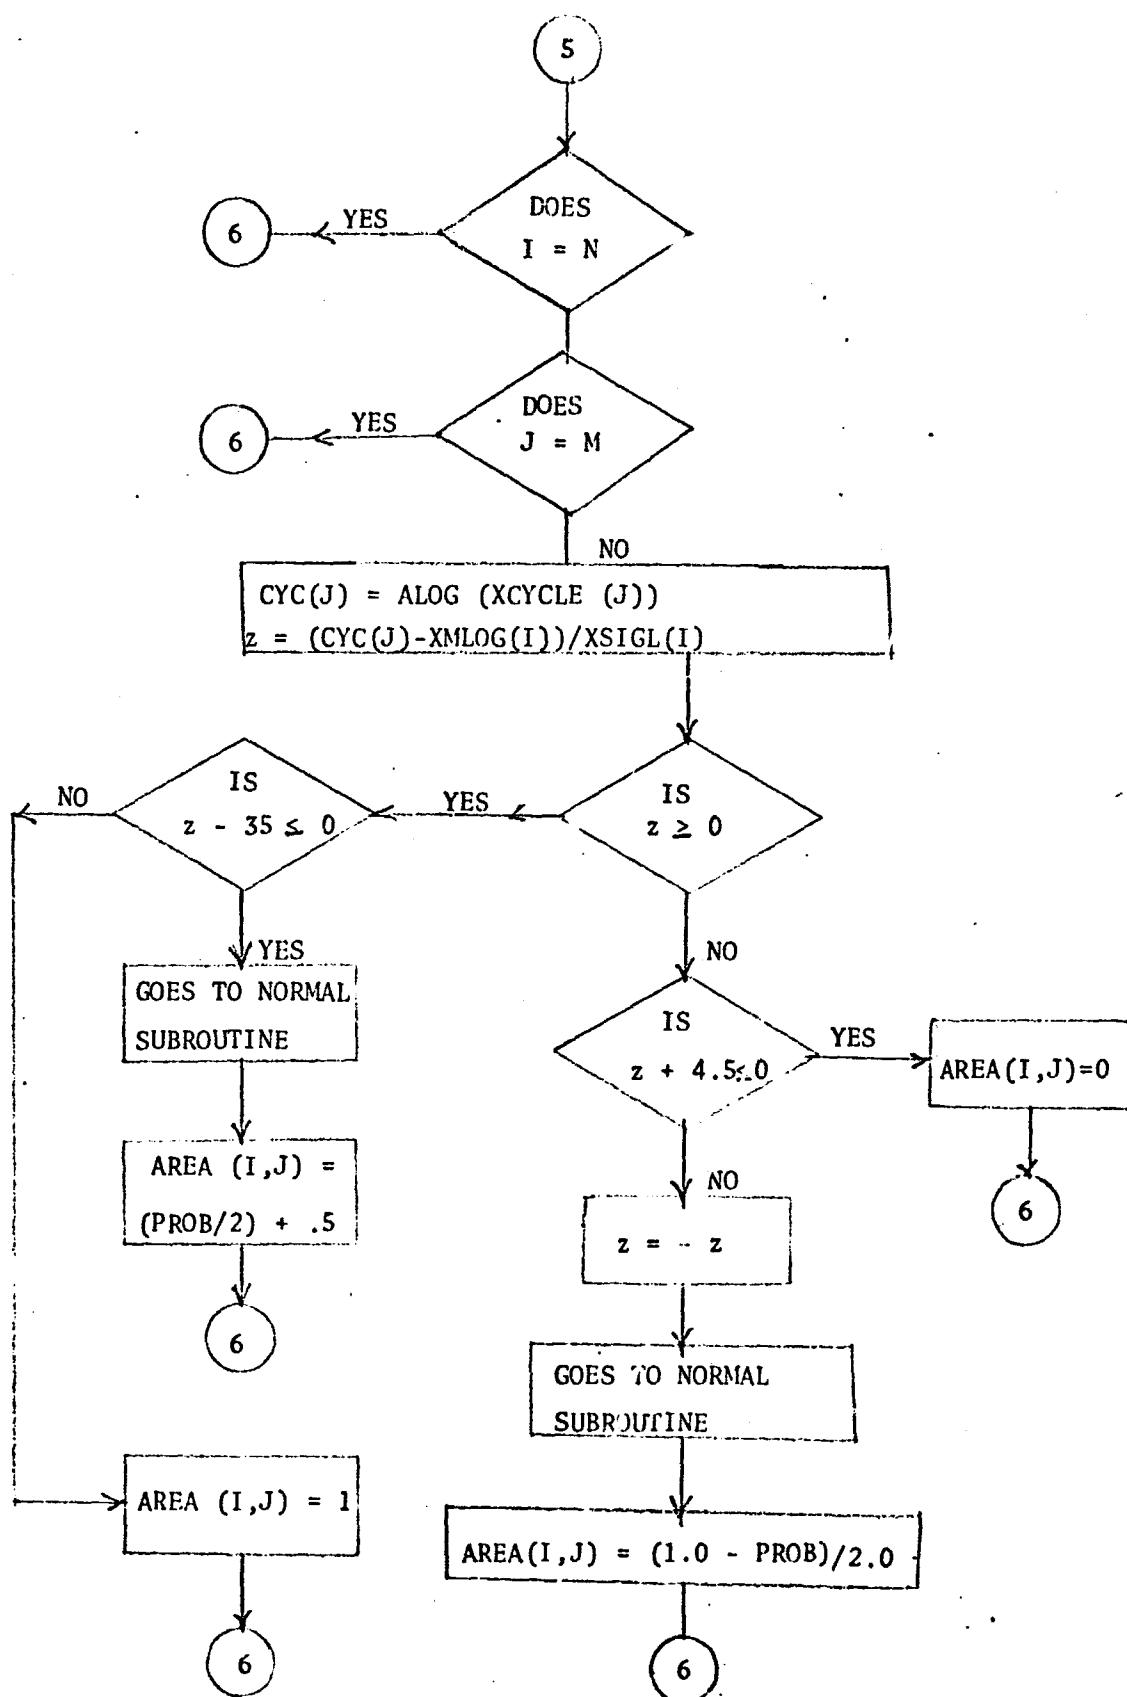 5
DOES
I = N
YES
6
DOES
J = M
YES
6
NO
CYC(J) = ALOG (XCYCLE (J))
z = (CYC(J)-XMLOG(I))/XSIGL(I)
IS
z ≥ 0
YES
IS
z - 35 ≤ 0
NO
YES
GOES TO NORMAL
SUBROUTINE
AREA (I,J) =
(PROB/2) + .5
6
AREA (I,J) = 1
6
NO
IS
z + 4.5≤0
YES
AREA(I,J)=0
6
NO
z = - z
GOES TO NORMAL
SUBROUTINE
AREA(I,J) = (1.0 - PROB)/2.0
6